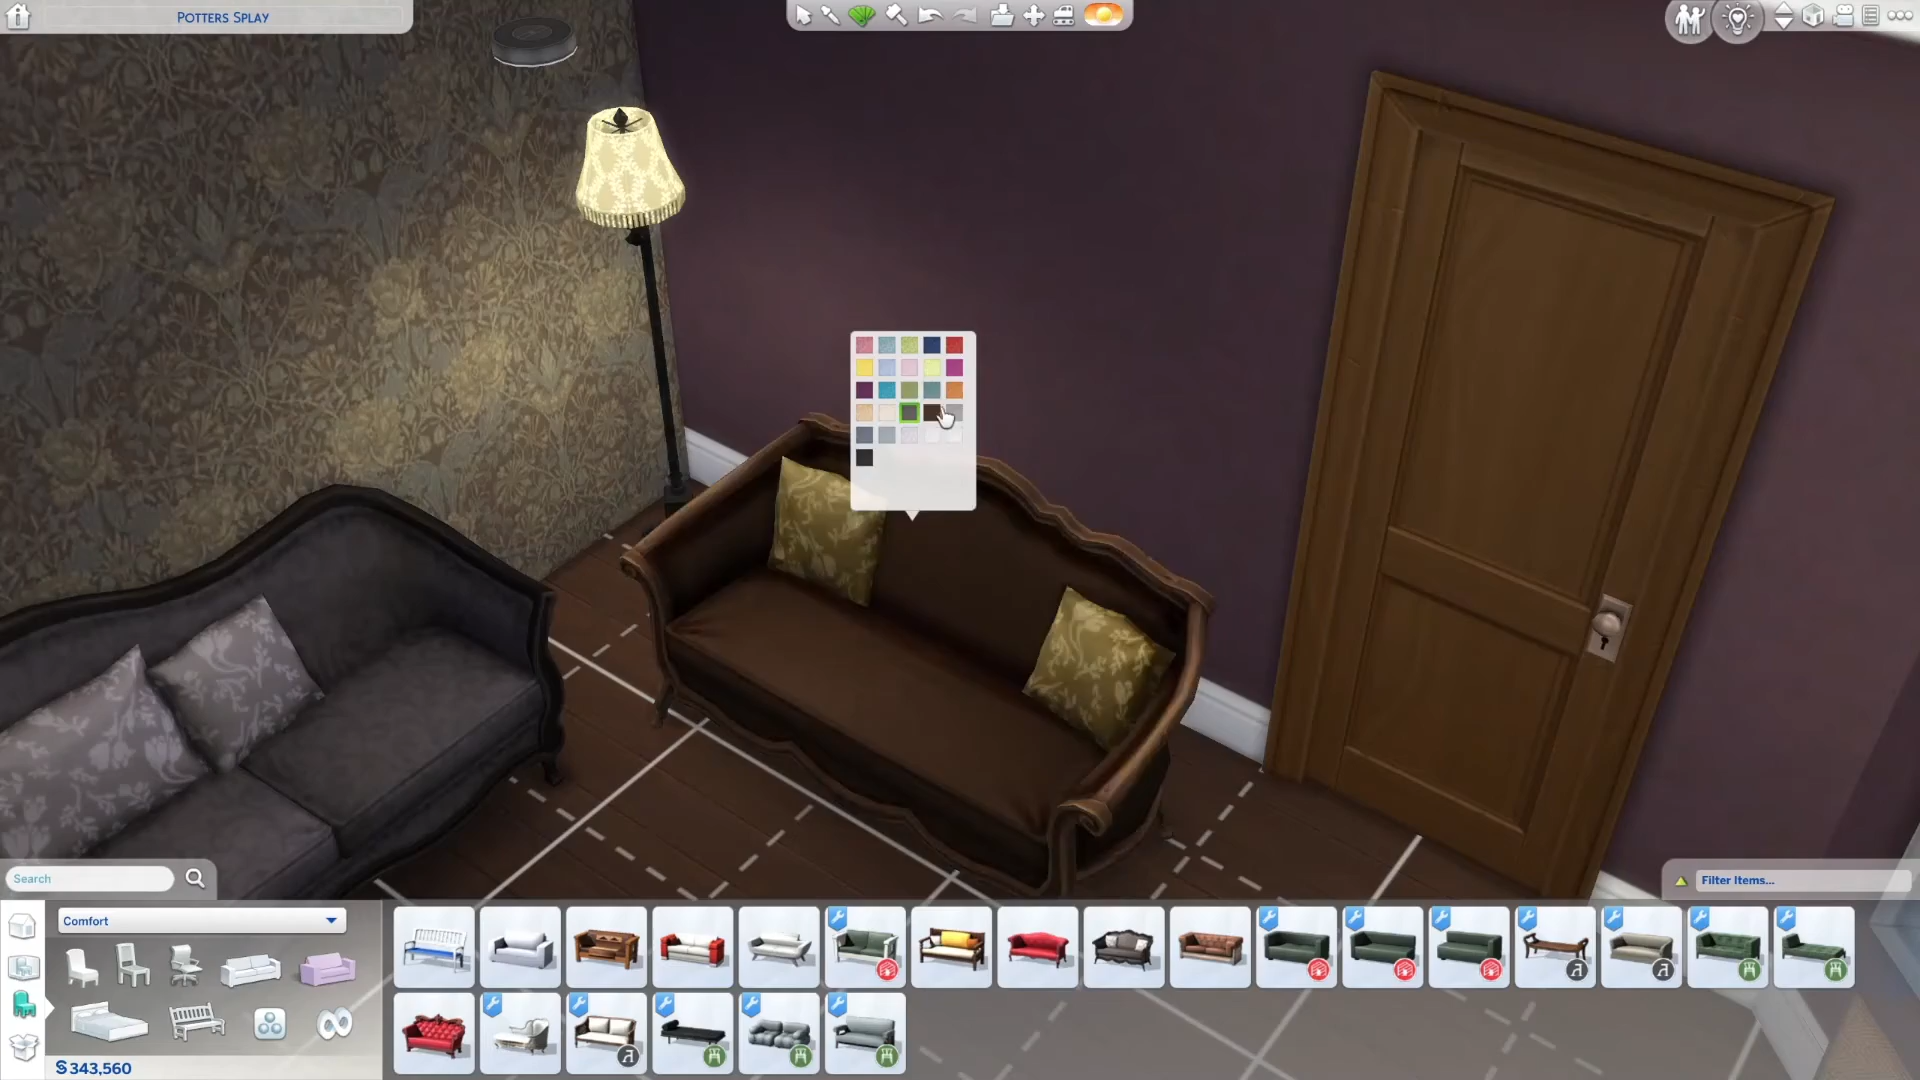 POTTERS SPLAY
Search
Filter Items...
Comfort
§343,560